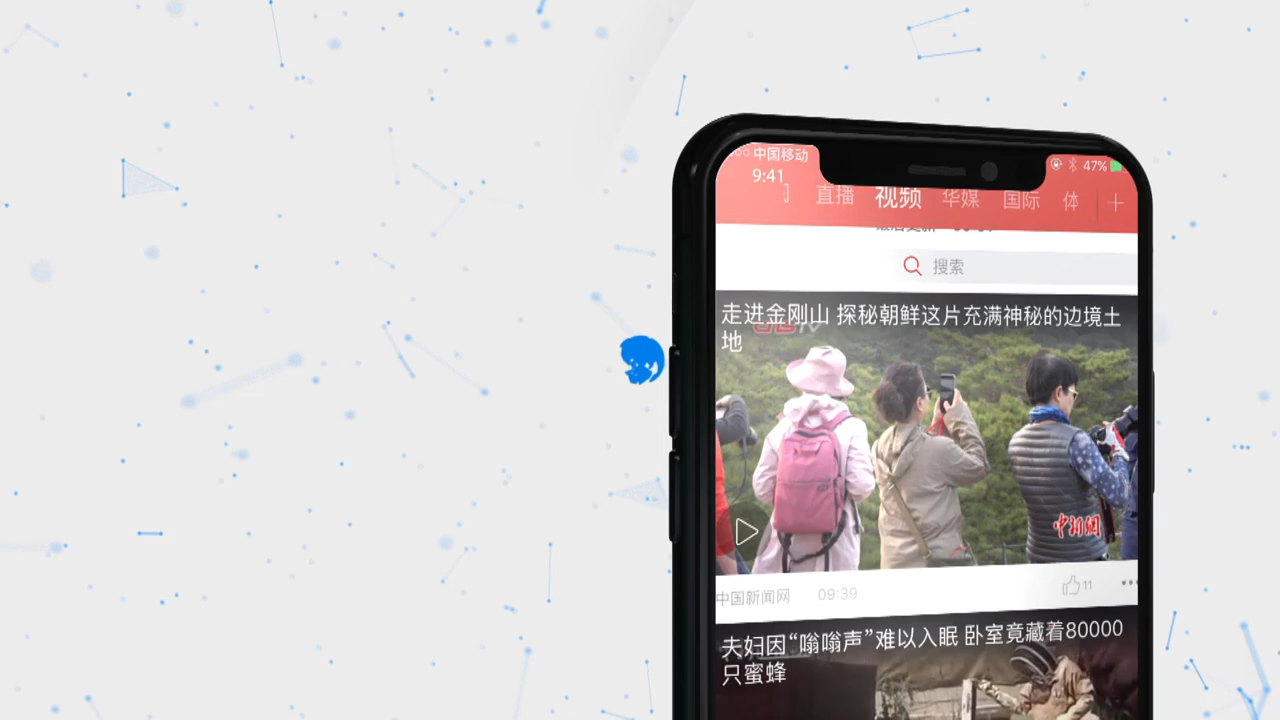 中国移动
9:41
47%
直播 视频 华媒 国际 体
搜索
走进金刚山 探秘朝鲜这片充满神秘的边境土
地
中新网
中国新闻网 09:39
11
夫妇因“嗡嗡声”难以入眠 卧室竟藏着80000
只蜜蜂